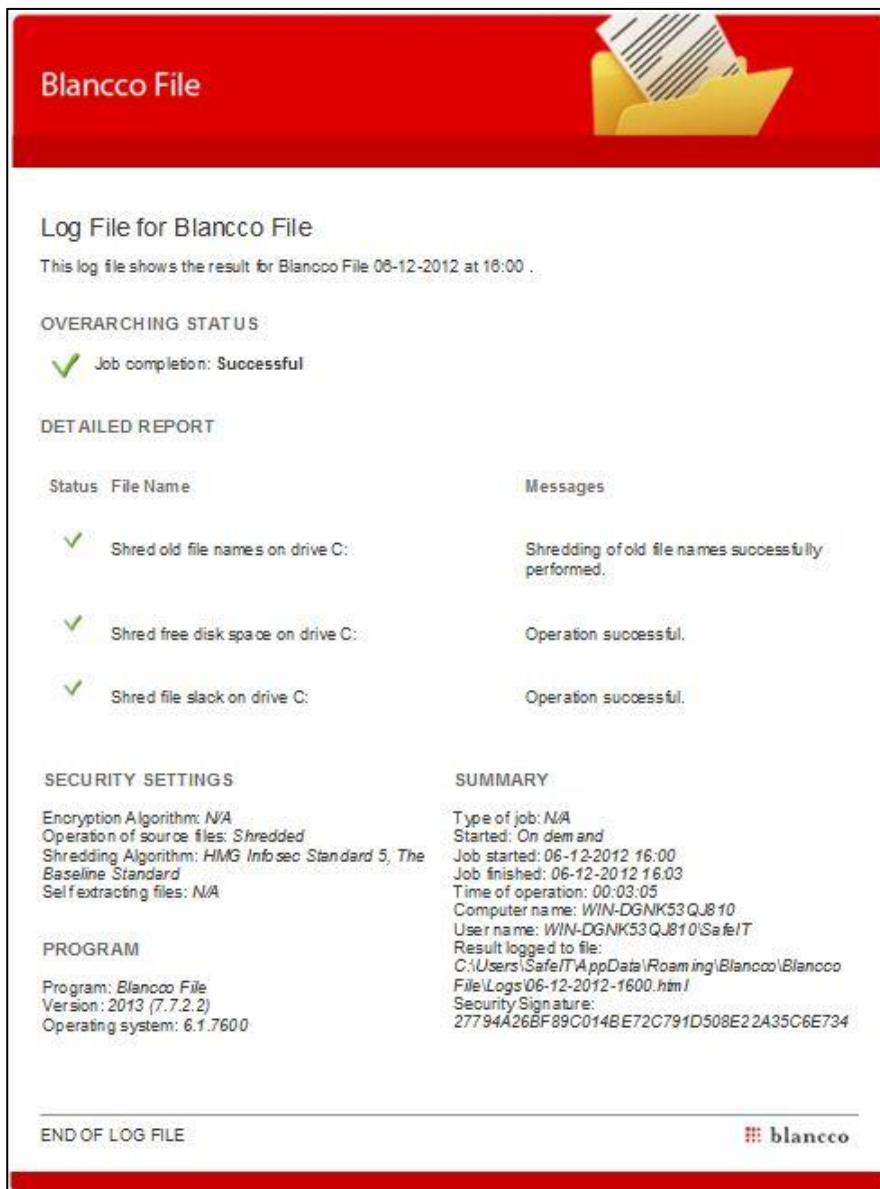 Blancco File
Log File for Blancco File
This log file shows the result for Blancco File 06-12-2012 at 16:00 .
OVERARCHING STATUS
Job completion: Successful
DETAILED REPORT
Status File Name Messages
Shred old file names on drive C: Shredding of old file names successfully
performed.
Shred free disk space on drive C: Operation successful.
Shred file slack on drive C: Operation successful.
SECURITY SETTINGS
Encryption Algorithm: N/A
Operation of source files: Shredded
Shredding Algorithm: HMG Infosec Standard 5, The
Baseline Standard
Self extracting files: N/A
PROGRAM
Program: Blancco File
Version: 2013 (7.7.2.2)
Operating system: 6.1.7600
SUMMARY
Type of job: N/A
Started: On demand
Job started: 06-12-2012 16:00
Job finished: 06-12-2012 16:03
Time of operation: 00:03:05
Computer name: WIN-DGNK53QJ810
User name: WIN-DGNK53QJ810\SafeIT
Result logged to file:
C:\Users\SafeIT\AppData\Roaming\Blancco\Blancco
File\Logs\06-12-2012-1600.html
Security Signature:
27794A26BF89C014BE72C791D508E22A35C6E734
END OF LOG FILE
blancco